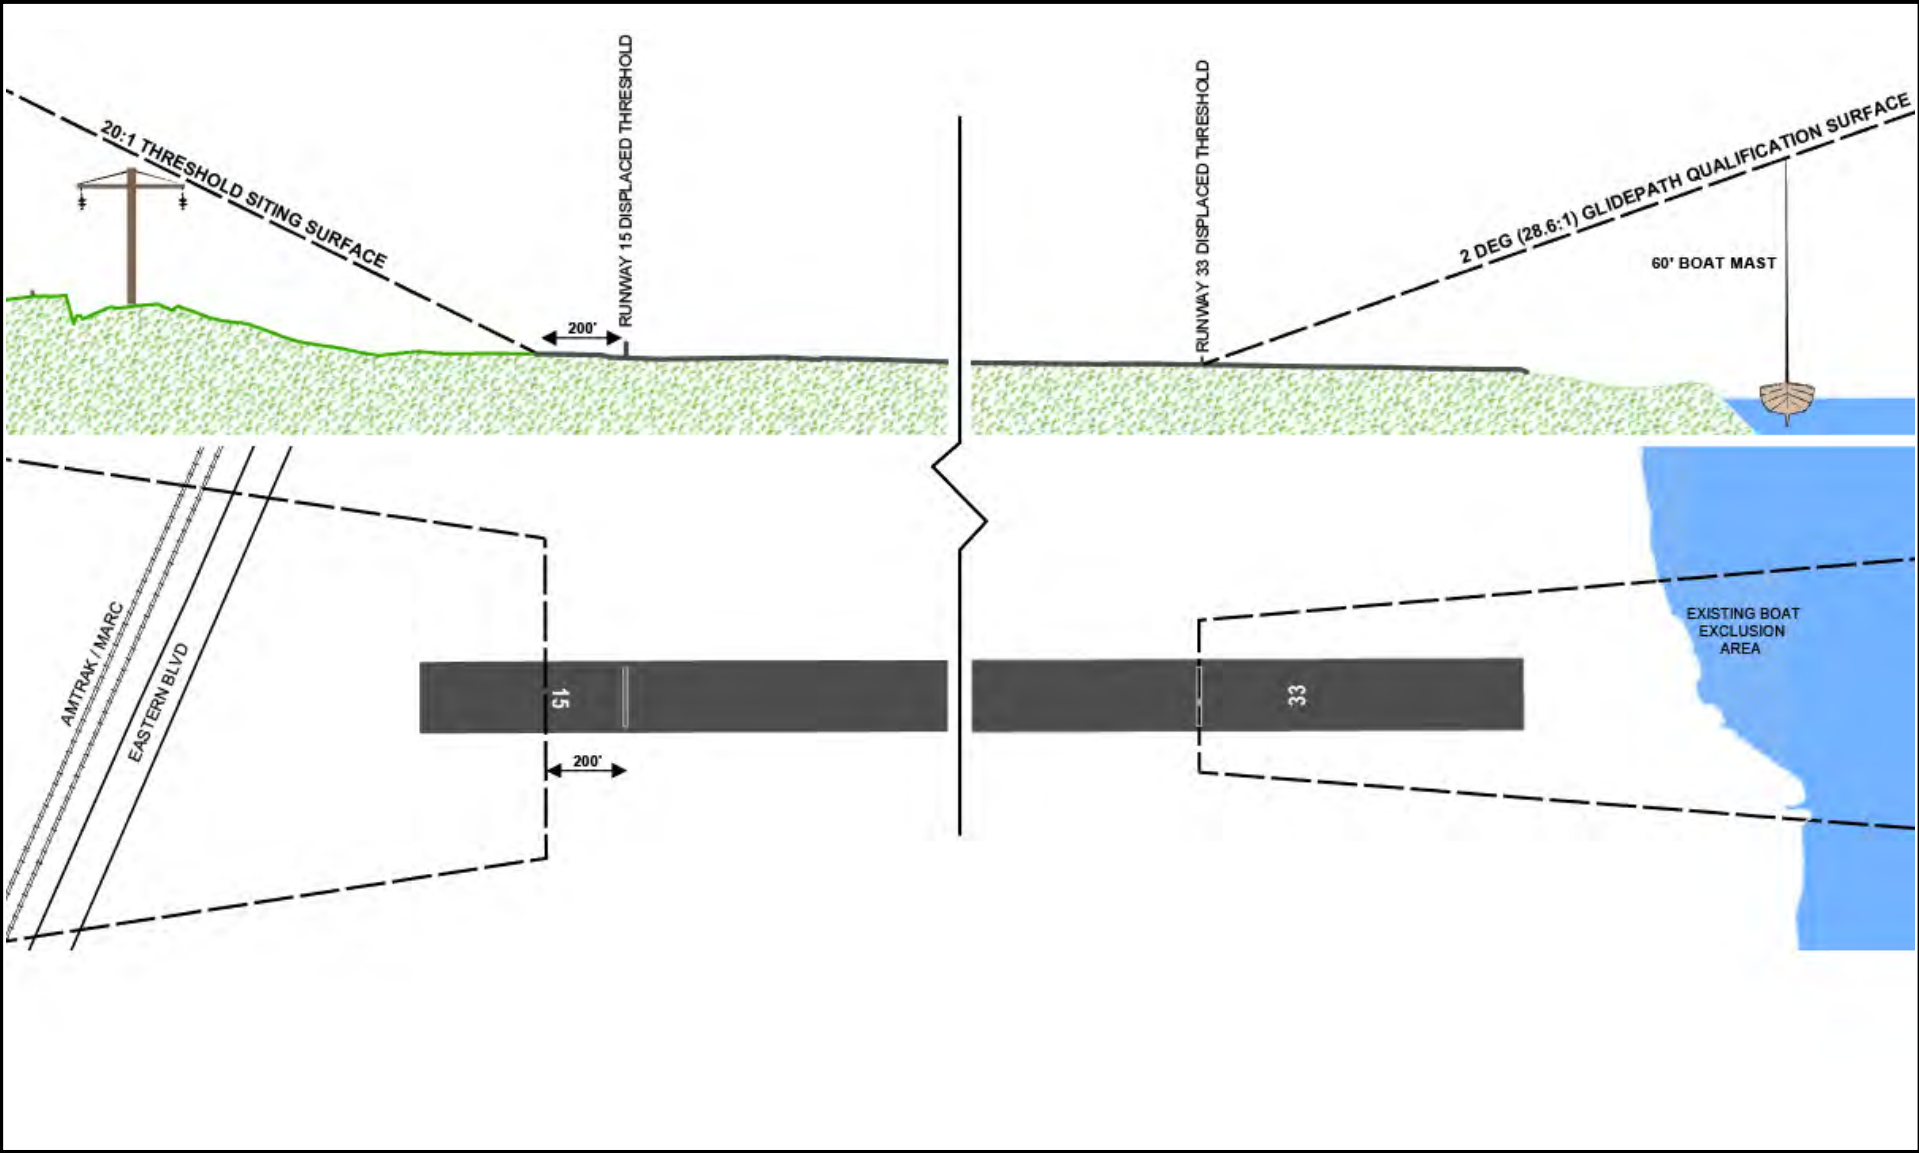 20:1 THRESHOLD SITING SURFACE
200'
RUNWAY 15 DISPLACED THRESHOLD
RUNWAY 33 DISPLACED THRESHOLD
2 DEG (28.6:1) GLIDEPATH QUALIFICATION SURFACE
60' BOAT MAST
AMTRAK / MARC
EASTERN BLVD
15
200'
33
EXISTING BOAT
EXCLUSION
AREA